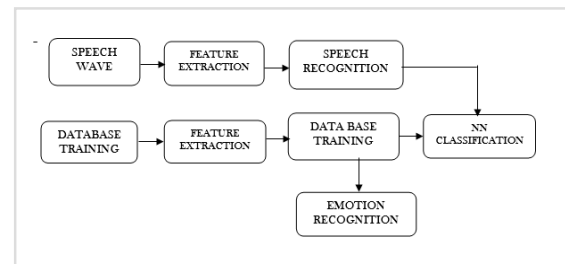 SPEECH
WAVE
FEATURE
EXTRACTION
SPEECH
RECOGNITION
DATABASE
TRAINING
FEATURE
EXTRACTION
DATA BASE
TRAINING
NN
CLASSIFICATION
EMOTION
RECOGNITION